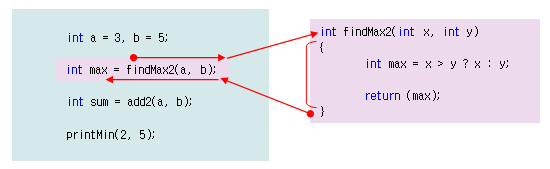 int a = 3, b = 5;
int max = findMax2(a, b);
int sum = add2(a, b);
printMin(2, 5);
int findMax2(int x, int y)
{
int max = x > y ? x : y;
return (max);
}